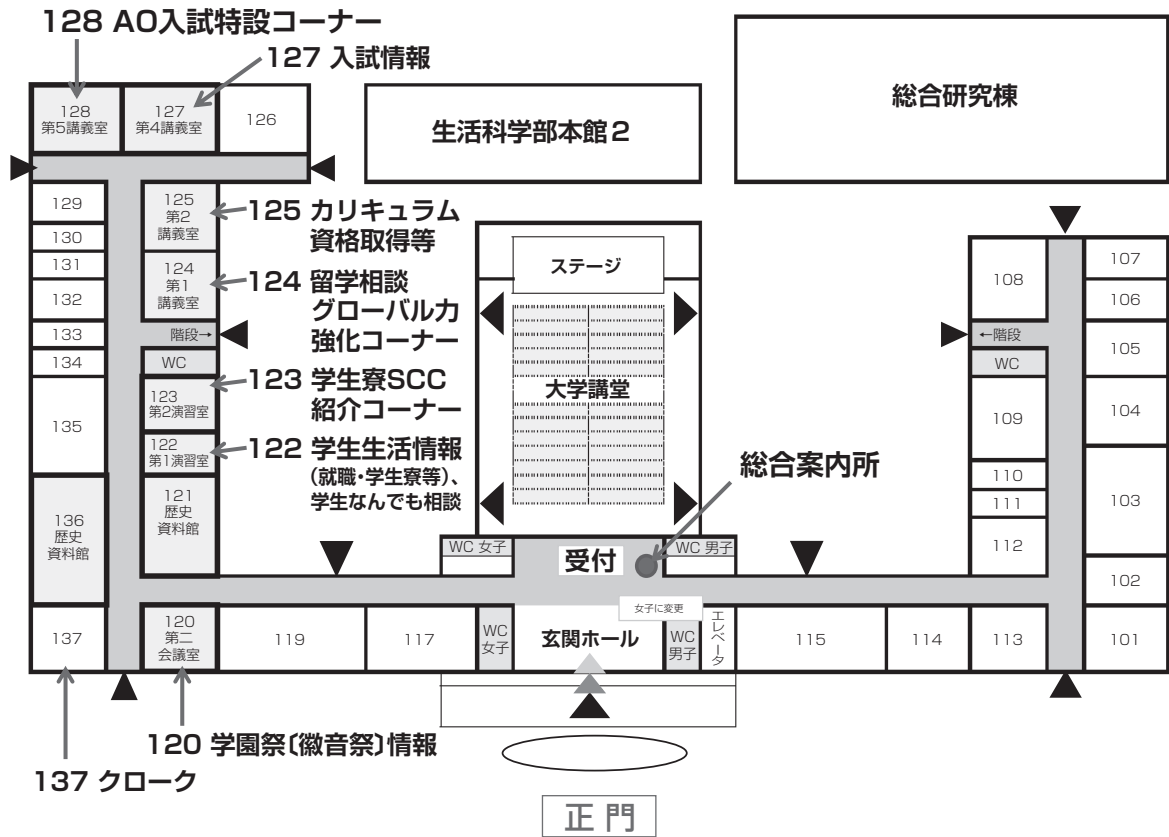 128 AO入試特設コーナー
127 入試情報
128
第5講義室
127
第4講義室
126
生活科学部本館2
総合研究棟
129
130
131
132
133
134
135
136
歴史
資料館
137
125
第2
講義室
124
第1
講義室
階段→
WC
123
第2演習室
122
第1演習室
121
歴史
資料館
120
第二
会議室
125 カリキュラム
資格取得等
124 留学相談
グローバル力
強化コーナー
123 学生寮SCC
紹介コーナー
122 学生生活情報
(就職・学生寮等)、
学生なんでも相談
ステージ
大学講堂
総合案内所
WC 女子
受付
WC 男子
女子に変更
119
117
WC
女子
玄関ホール
WC
男子
エレベータ
115
114
113
108
←階段
WC
109
110
111
112
107
106
105
104
103
102
101
120 学園祭〔徽音祭〕情報
137 クローク
正門